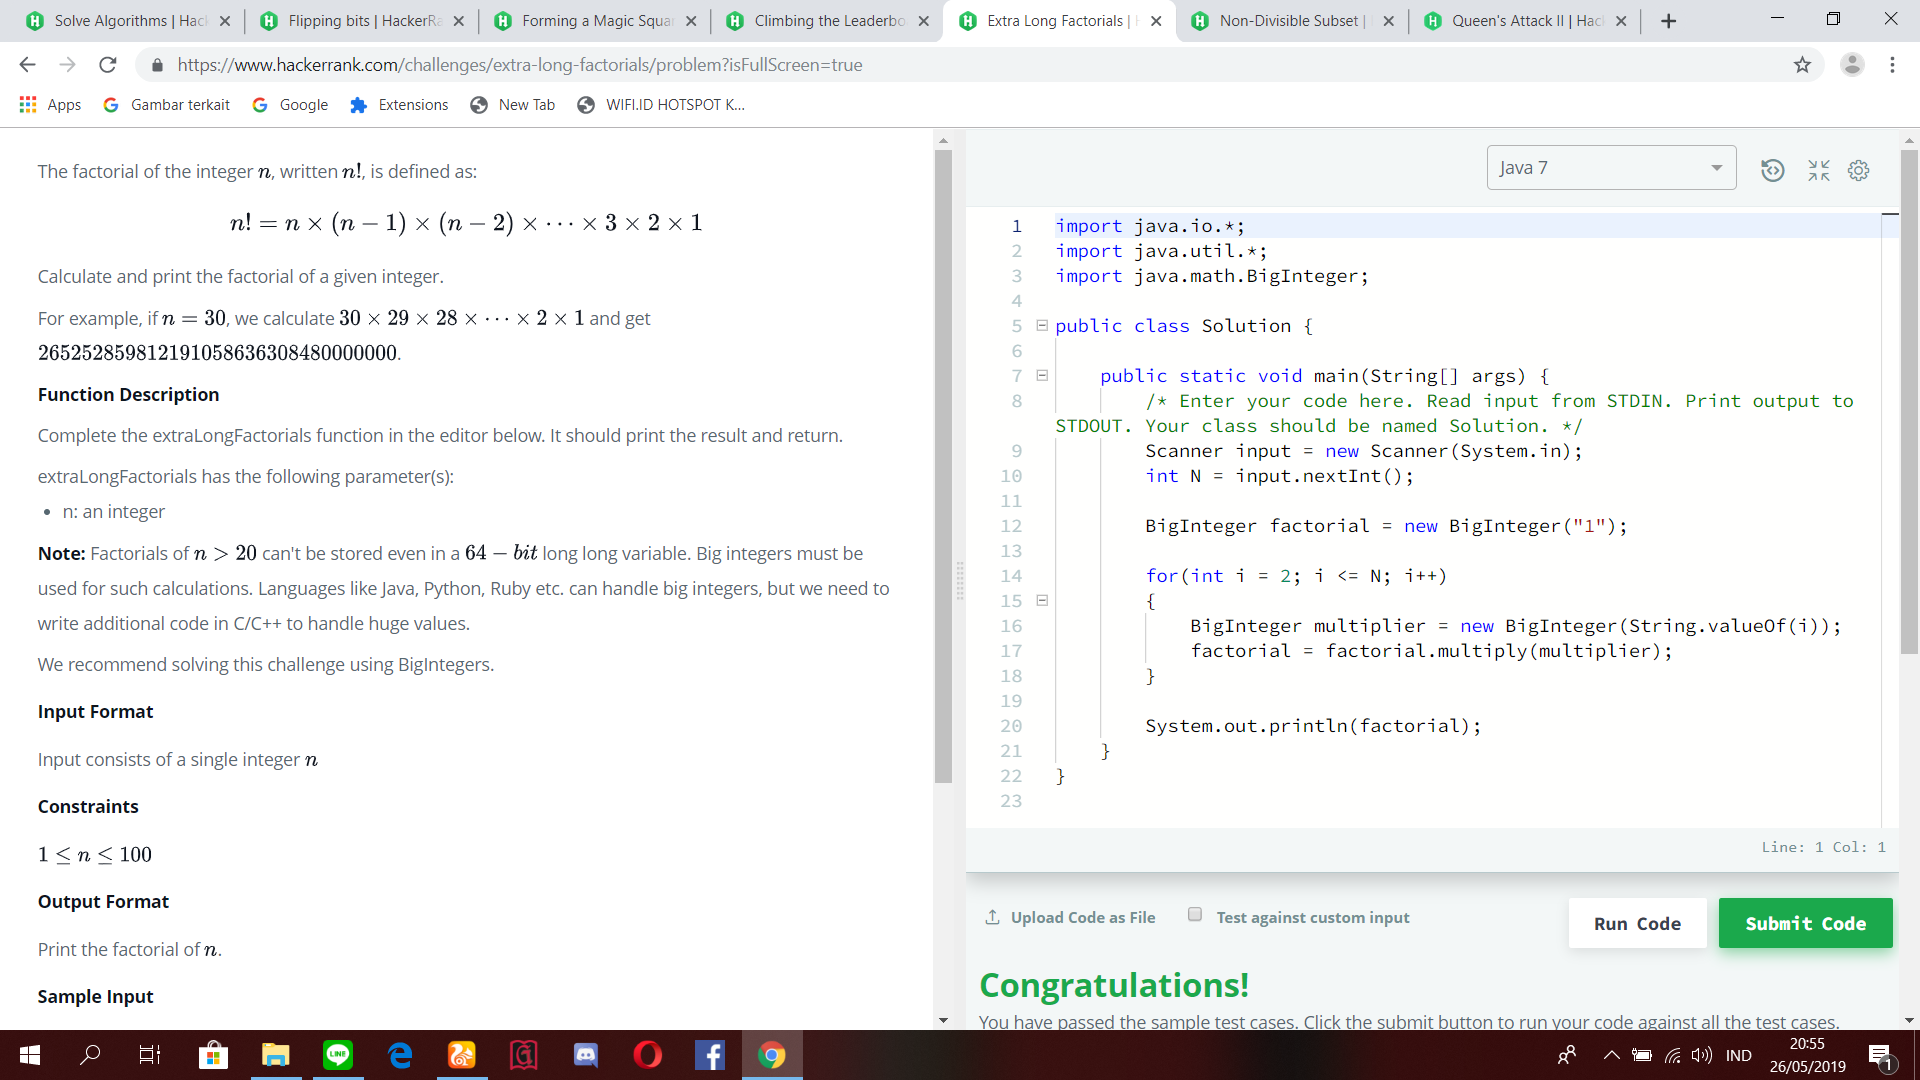 Solve Algorithms | Hack
Flipping bits | HackerRa
Forming a Magic Squar
Climbing the Leaderbo
Extra Long Factorials |
Non-Divisible Subset |
Queen's Attack II | Hac
https://www.hackerrank.com/challenges/extra-long-factorials/problem?isFullScreen=true
Apps
Gambar terkait
Google
Extensions
New Tab
WIFI.ID HOTSPOT K...
The factorial of the integer n, written n!, is defined as:
n! = n × (n − 1) × (n − 2) × ⋯ × 3 × 2 × 1
Calculate and print the factorial of a given integer.
For example, if n = 30, we calculate 30 × 29 × 28 × ⋯ × 2 × 1 and get
265252859812191058636308480000000.
Function Description
Complete the extraLongFactorials function in the editor below. It should print the result and return.
extraLongFactorials has the following parameter(s):
• n: an integer
Note: Factorials of n > 20 can't be stored even in a 64 − bit long long variable. Big integers must be
used for such calculations. Languages like Java, Python, Ruby etc. can handle big integers, but we need to
write additional code in C/C++ to handle huge values.
We recommend solving this challenge using BigIntegers.
Input Format
Input consists of a single integer n
Constraints
1 ≤ n ≤ 100
Output Format
Print the factorial of n.
Sample Input
Java 7
1 import java.io.*;
2 import java.util.*;
3 import java.math.BigInteger;
4
5 public class Solution {
6
7 public static void main(String[] args) {
8 /* Enter your code here. Read input from STDIN. Print output to
STDOUT. Your class should be named Solution. */
9 Scanner input = new Scanner(System.in);
10 int N = input.nextInt();
11
12 BigInteger factorial = new BigInteger("1");
13
14 for(int i = 2; i <= N; i++)
15 {
16 BigInteger multiplier = new BigInteger(String.valueOf(i));
17 factorial = factorial.multiply(multiplier);
18 }
19
20 System.out.println(factorial);
21 }
22 }
23
Line: 1 Col: 1
Upload Code as File
Test against custom input
Run Code
Submit Code
Congratulations!
You have passed the sample test cases. Click the submit button to run your code against all the test cases.
LINE
IND
20:55
26/05/2019
1